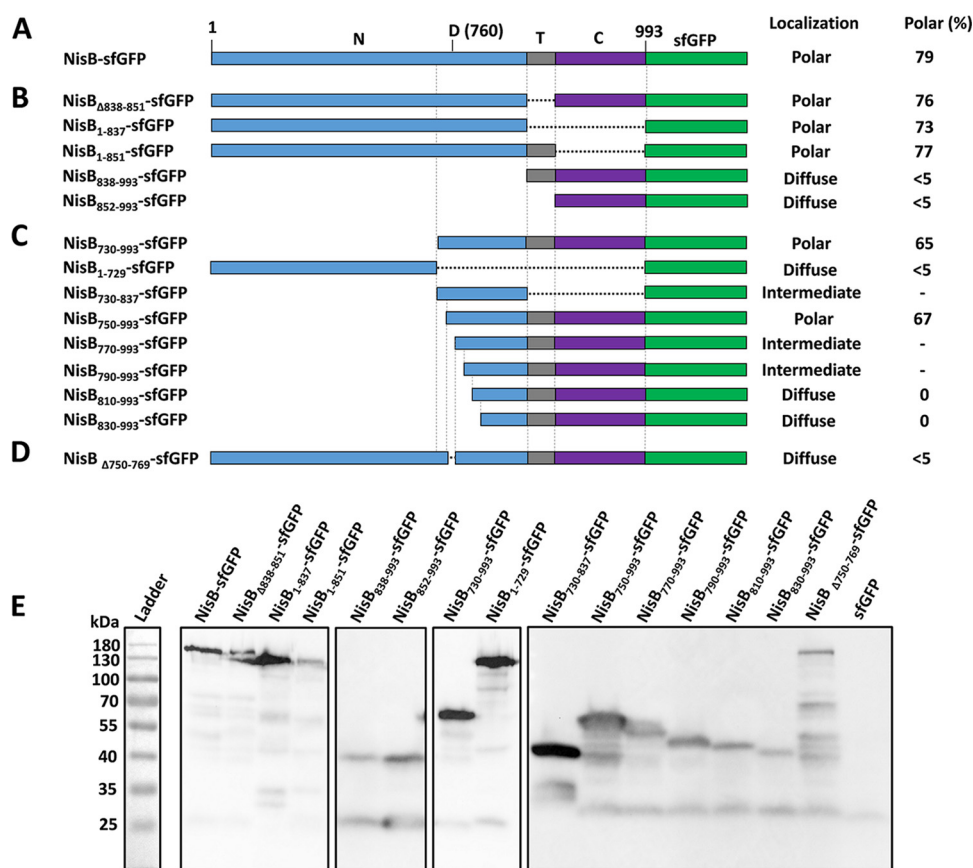 A
1 N D (760) T C 993 sfGFP Localization Polar (%)
NisB-sfGFP Polar 79
B
NisBΔ838-851-sfGFP Polar 76
NisB1-837-sfGFP Polar 73
NisB1-851-sfGFP Polar 77
NisB838-993-sfGFP Diffuse <5
NisB852-993-sfGFP Diffuse <5
C
NisB730-993-sfGFP Polar 65
NisB1-729-sfGFP Diffuse <5
NisB730-837-sfGFP Intermediate -
NisB750-993-sfGFP Polar 67
NisB770-993-sfGFP Intermediate -
NisB790-993-sfGFP Intermediate -
NisB810-993-sfGFP Diffuse 0
NisB830-993-sfGFP Diffuse 0
D
NisB Δ750-769-sfGFP Diffuse <5
E
Ladder
NisB-sfGFP
NisBΔ838-851-sfGFP
NisB1-837-sfGFP
NisB1-851-sfGFP
NisB838-993-sfGFP
NisB852-993-sfGFP
NisB730-993-sfGFP
NisB1-729-sfGFP
NisB730-837-sfGFP
NisB750-993-sfGFP
NisB770-993-sfGFP
NisB790-993-sfGFP
NisB810-993-sfGFP
NisB830-993-sfGFP
NisB Δ750-769-sfGFP
sfGFP
kDa
180
130
100
70
55
40
35
25